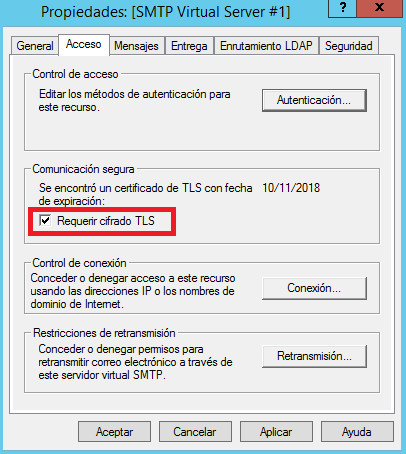 Propiedades: [SMTP Virtual Server #1]
? X
General Acceso Mensajes Entrega Enrutamiento LDAP Seguridad
Control de acceso
Editar los métodos de autenticación para
este recurso.
Autenticación...
Comunicación segura
Se encontró un certificado de TLS con fecha
de expiración:
10/11/2018
Requerir cifrado TLS
Control de conexión
Conceder o denegar acceso a este recurso
usando las direcciones IP o los nombres de
dominio de Internet.
Conexión...
Restricciones de retransmisión
Conceder o denegar permisos para
retransmitir correo electrónico a través de
este servidor virtual SMTP.
Retransmisión...
Aceptar Cancelar Aplicar Ayuda